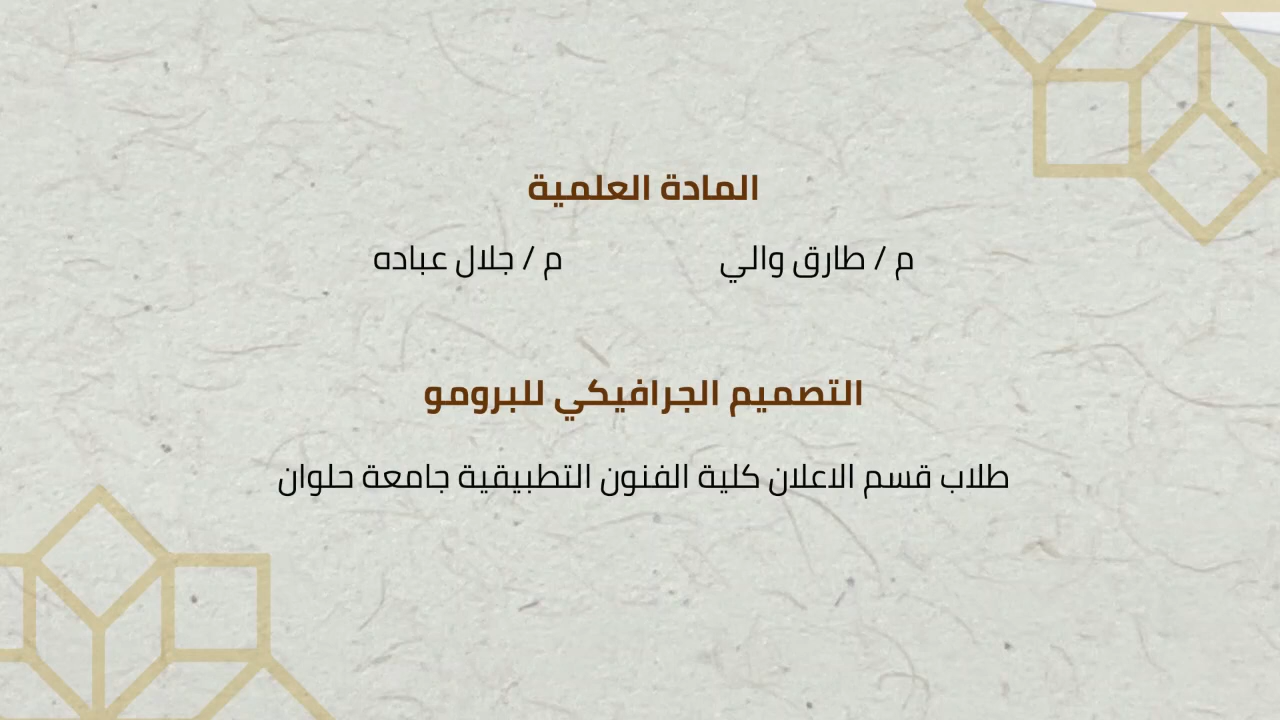 المادة العلمية
م / طارق والي م / جلال عباده
التصميم الجرافيكي للبرومو
طلاب قسم الاعلان كلية الفنون التطبيقية جامعة حلوان